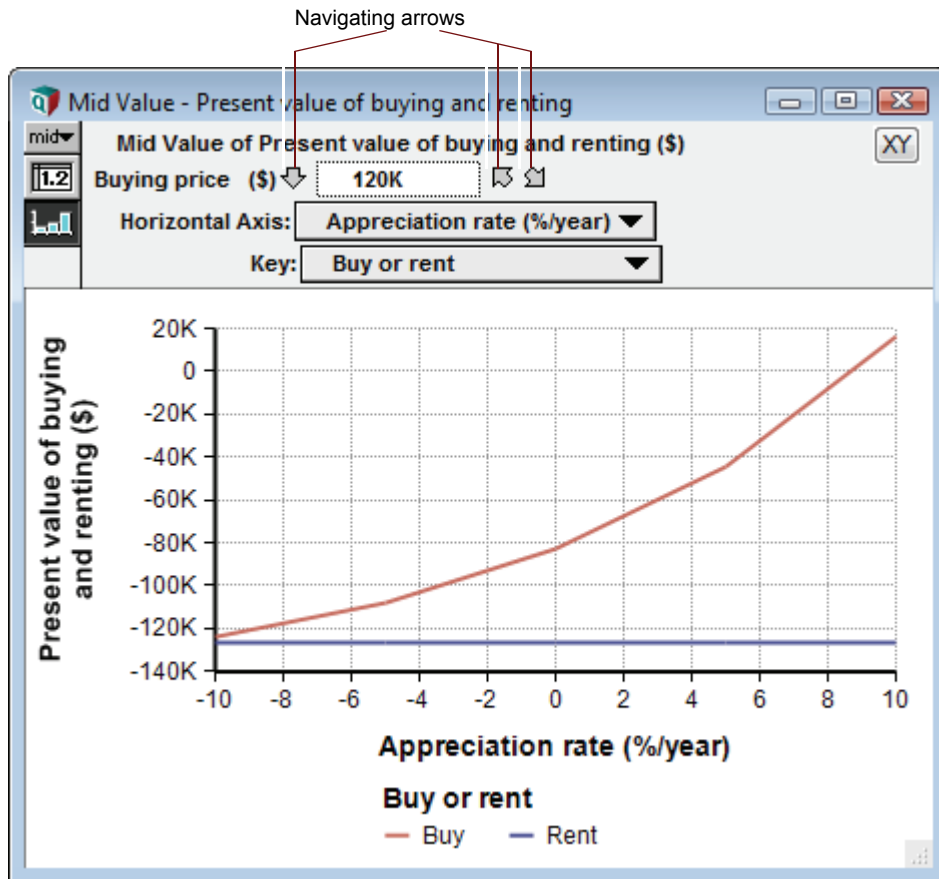 Navigating arrows
Mid Value - Present value of buying and renting
mid
Mid Value of Present value of buying and renting ($)
XY
1.2
Buying price ($)
120K
Horizontal Axis: Appreciation rate (%/year)
Key: Buy or rent
Present value of buying
and renting ($)
20K
0
-20K
-40K
-60K
-80K
-100K
-120K
-140K
-10 -8 -6 -4 -2 0 2 4 6 8 10
Appreciation rate (%/year)
Buy or rent
Buy Rent